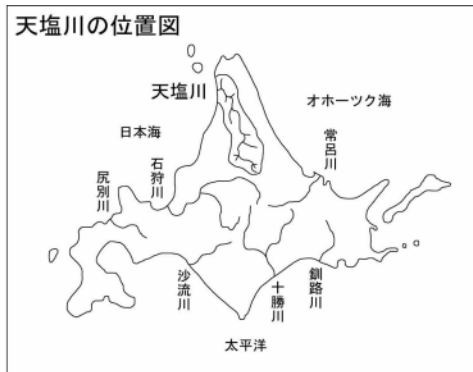 天塩川の位置図
天塩川
オホーツク海
日本海
常呂川
石狩川
尻別川
沙流川
十勝川
釧路川
太平洋